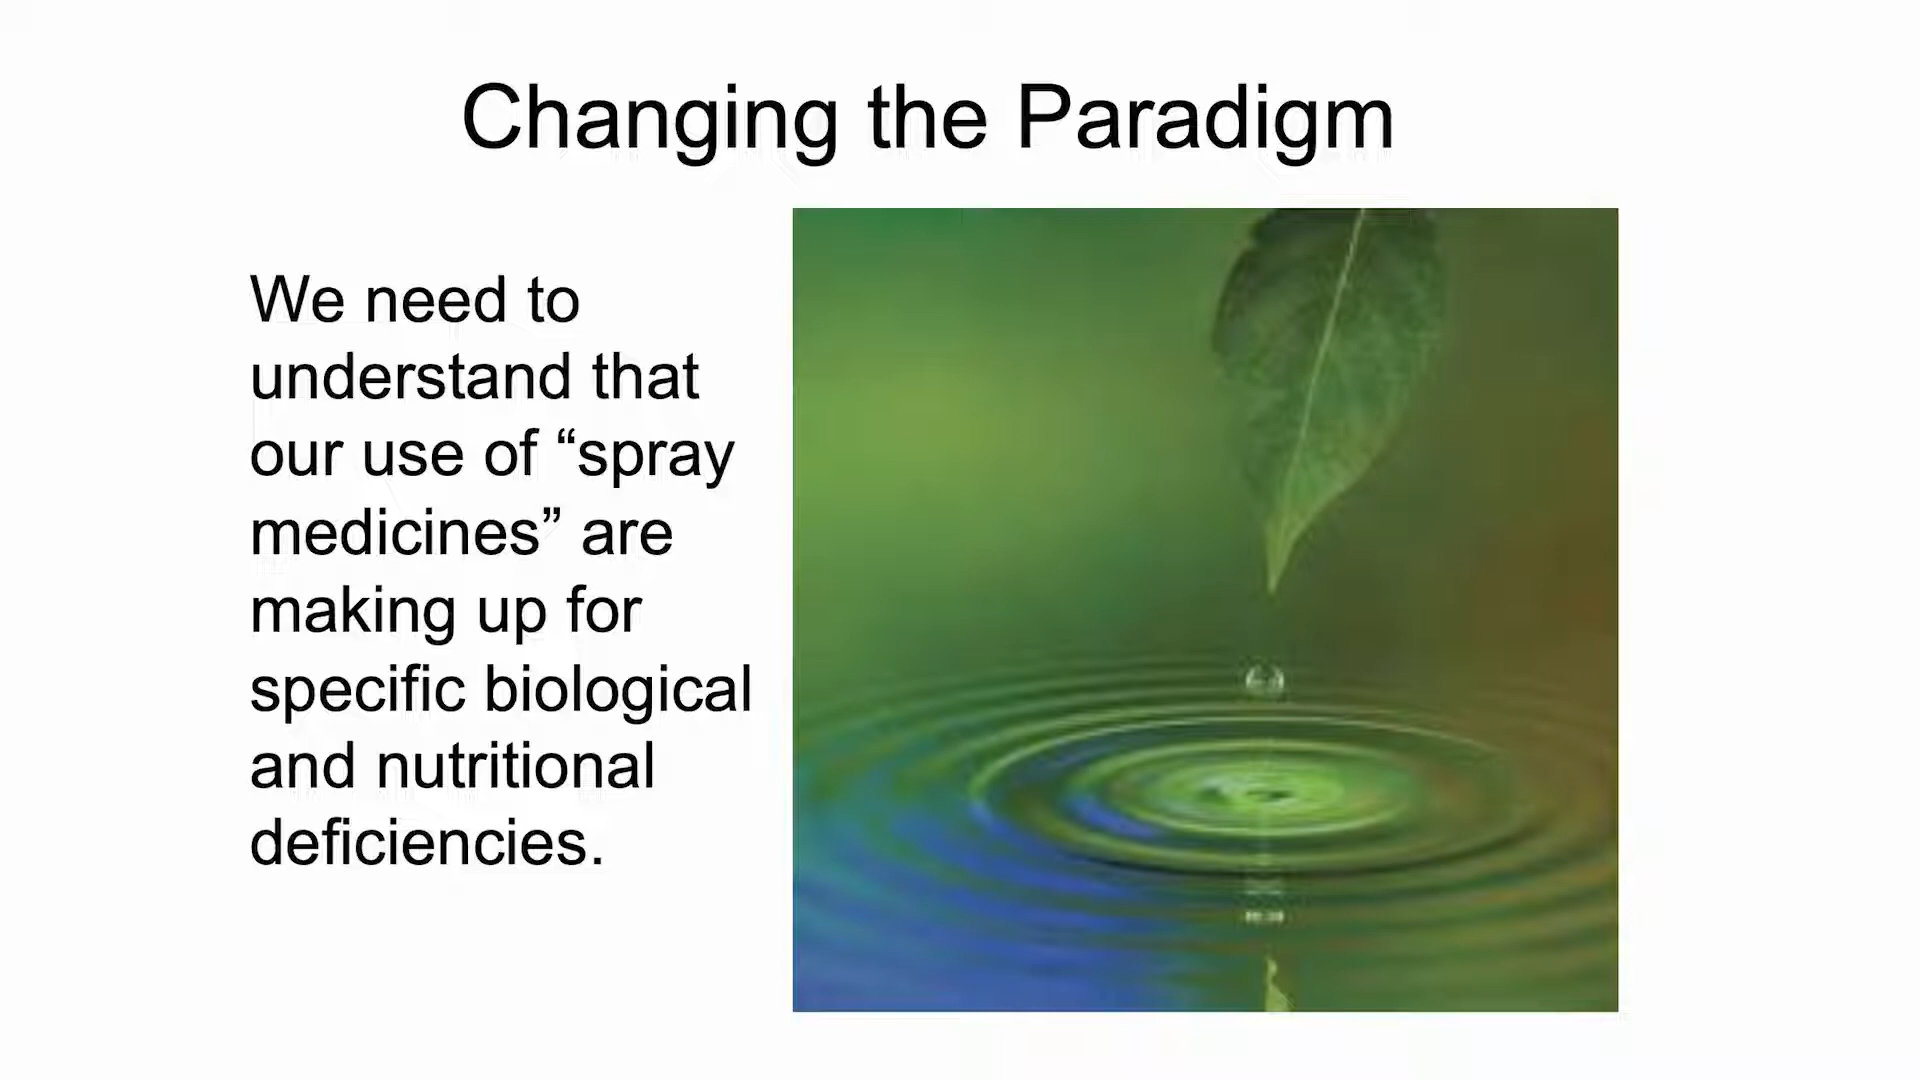 Changing the Paradigm
We need to
understand that
our use of “spray
medicines” are
making up for
specific biological
and nutritional
deficiencies.